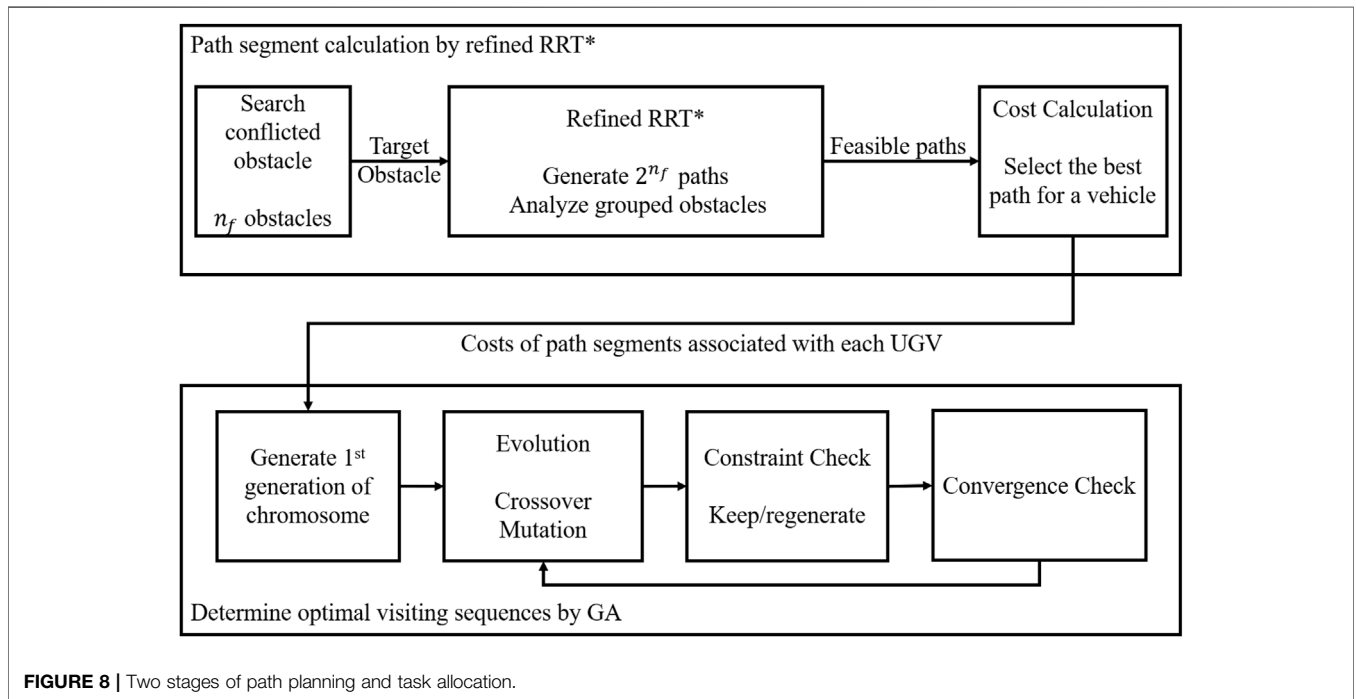 Path segment calculation by refined RRT*
Search
conflicted
obstacle
n_f obstacles
Target
Obstacle
Refined RRT*
Generate 2^{n_f} paths
Analyze grouped obstacles
Feasible paths
Cost Calculation
Select the best
path for a vehicle
Costs of path segments associated with each UGV
Generate 1st
generation of
chromosome
Evolution
Crossover
Mutation
Constraint Check
Keep/regenerate
Convergence Check
Determine optimal visiting sequences by GA
FIGURE 8 | Two stages of path planning and task allocation.